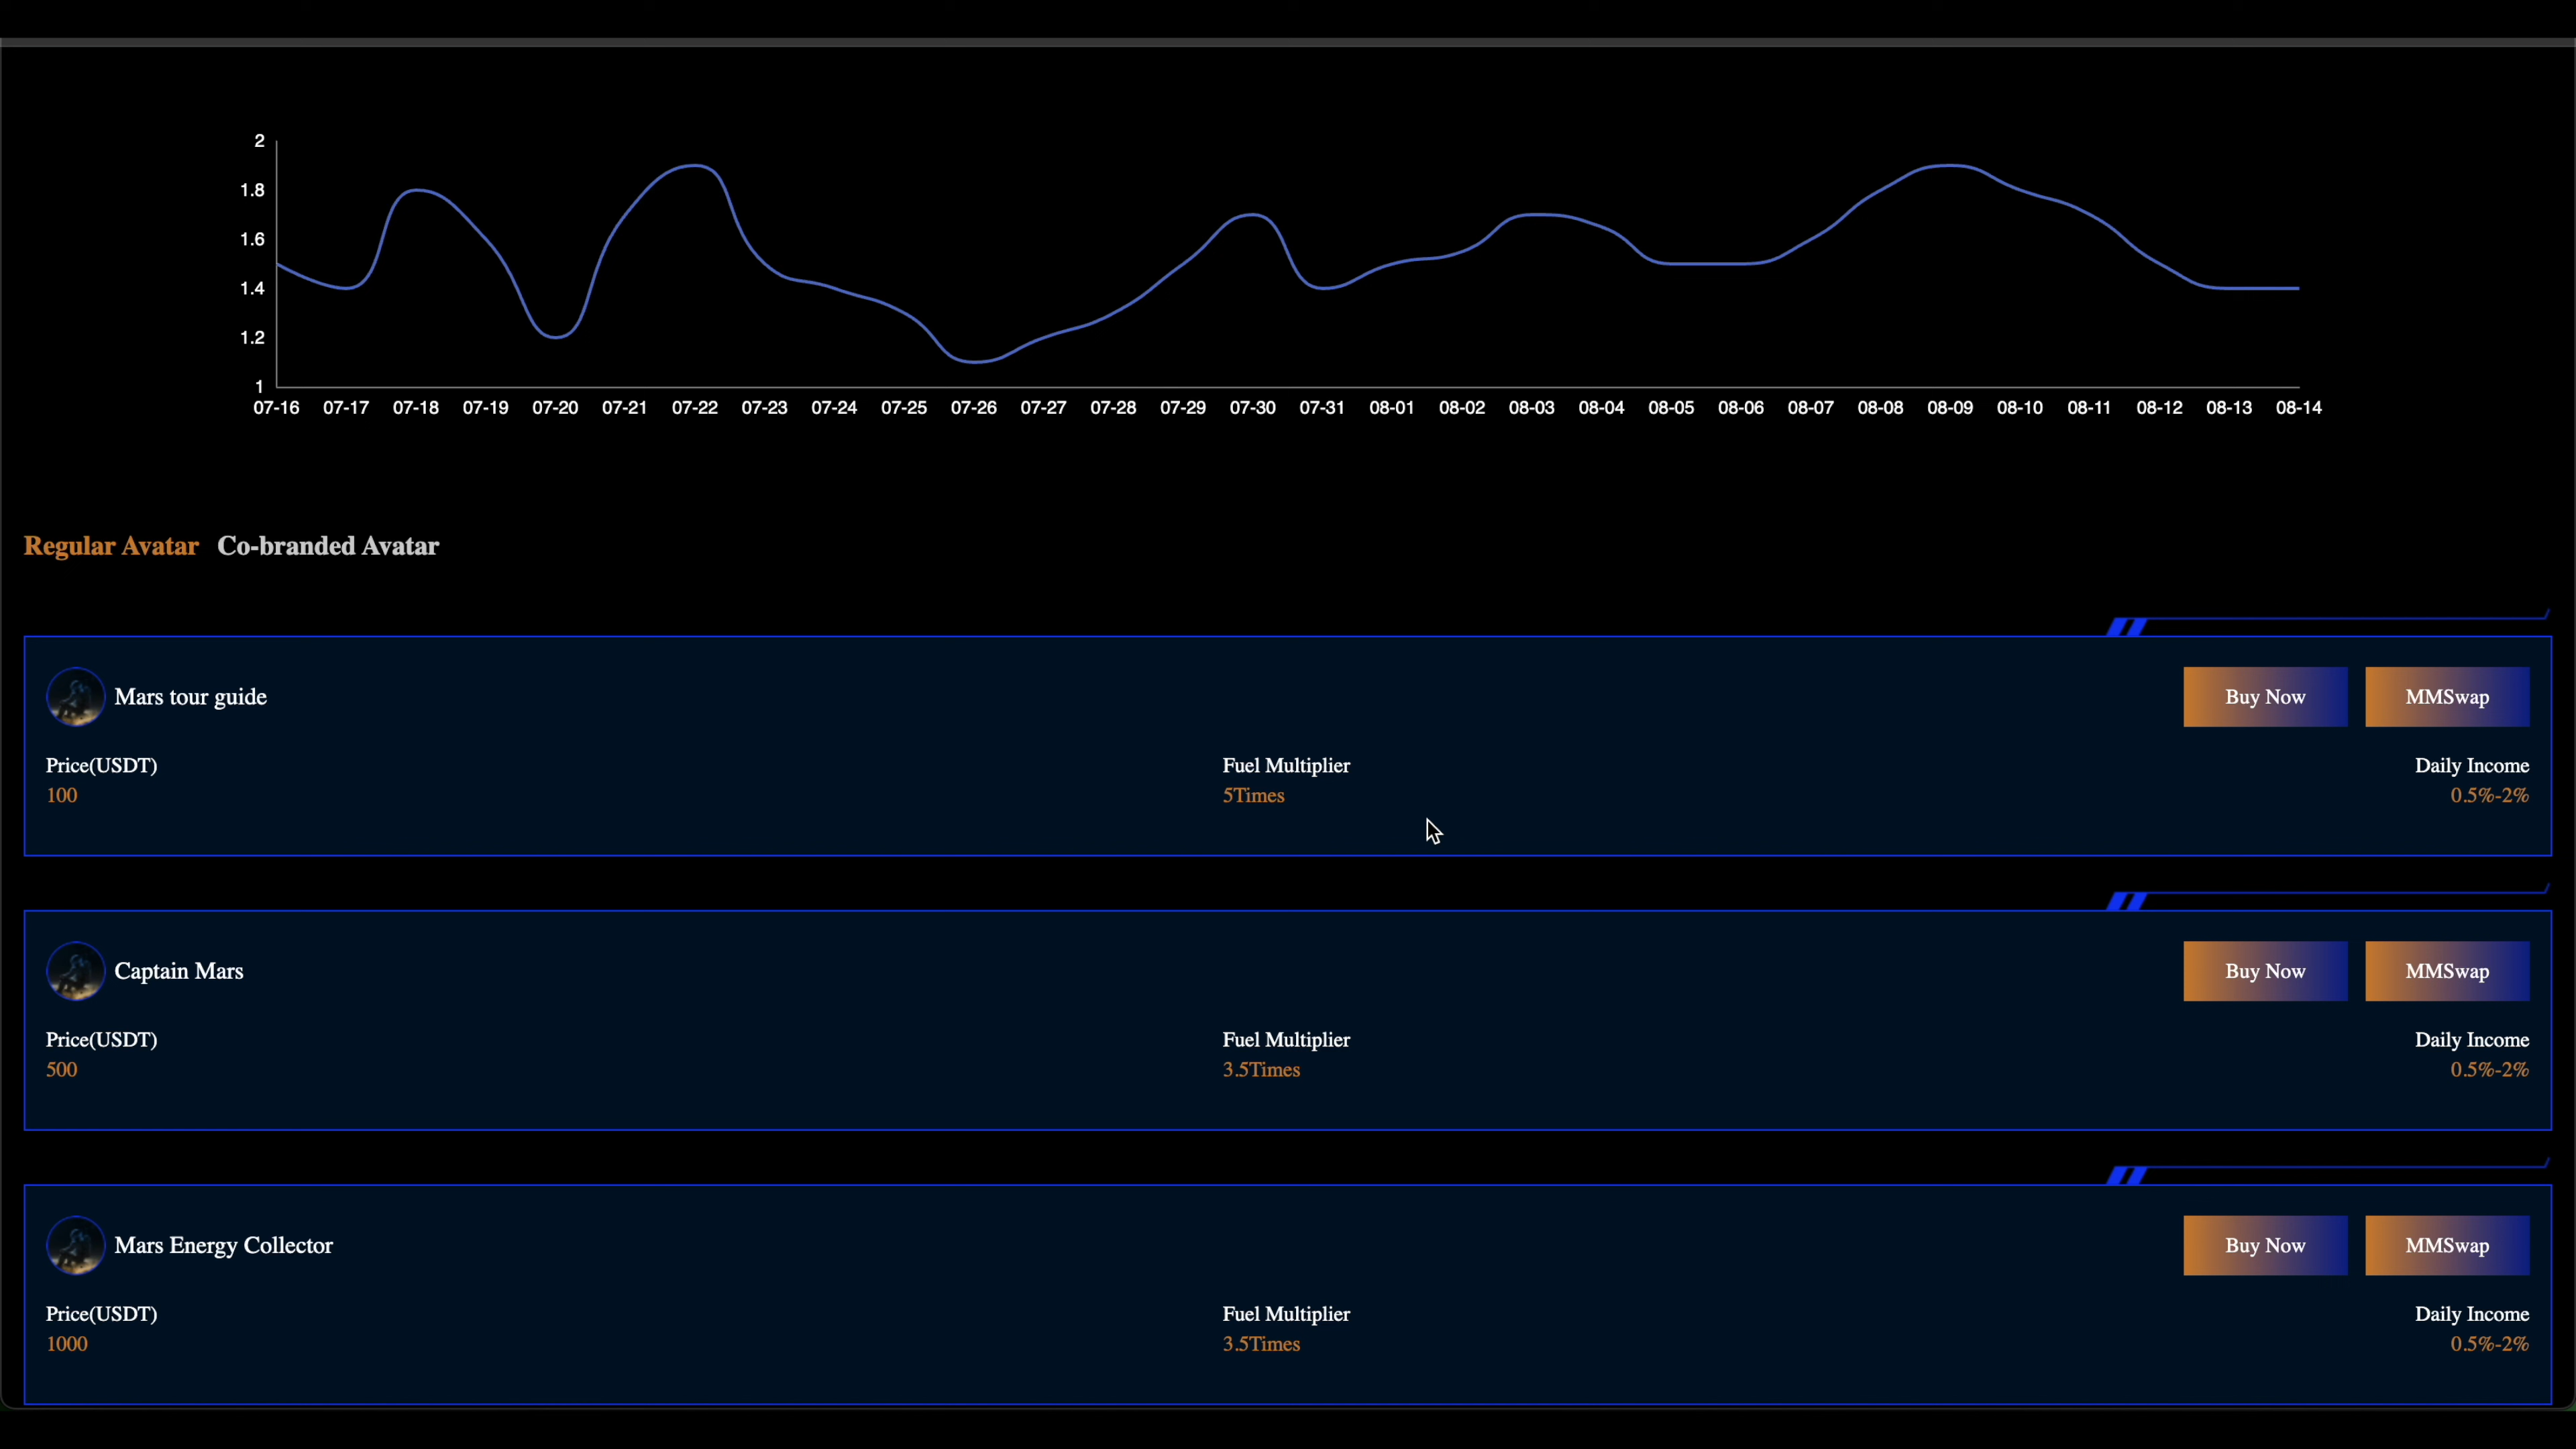 2
1.8
1.6
1.4
1.2
1
07-16 07-17 07-18 07-19 07-20 07-21 07-22 07-23 07-24 07-25 07-26 07-27 07-28 07-29 07-30 07-31 08-01 08-02 08-03 08-04 08-05 08-06 08-07 08-08 08-09 08-10 08-11 08-12 08-13 08-14
Regular Avatar Co-branded Avatar
Mars tour guide Buy Now MMSwap
Price(USDT) Fuel Multiplier Daily Income
100 5Times 0.5%-2%
Captain Mars Buy Now MMSwap
Price(USDT) Fuel Multiplier Daily Income
500 3.5Times 0.5%-2%
Mars Energy Collector Buy Now MMSwap
Price(USDT) Fuel Multiplier Daily Income
1000 3.5Times 0.5%-2%